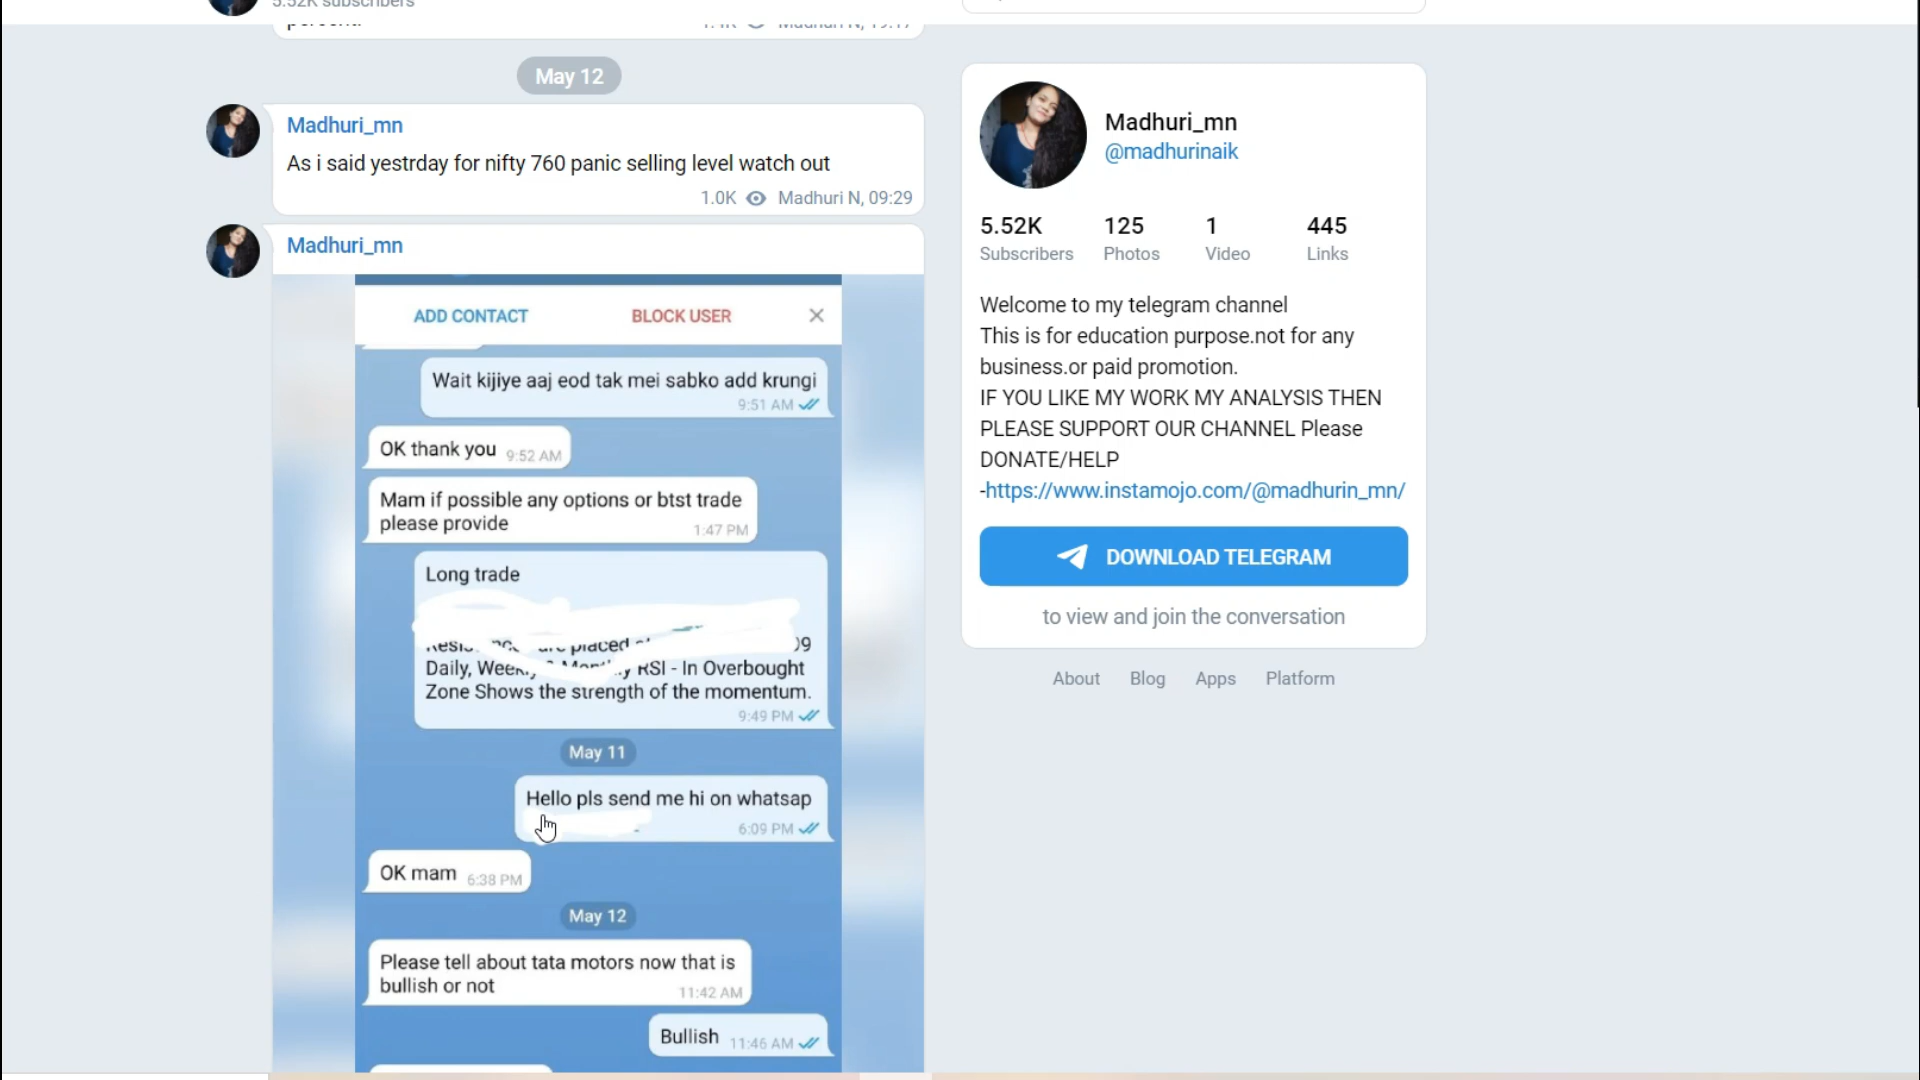 5.52K subscribers
Madhuri N, 19:17
May 12
Madhuri_mn
As i said yestrday for nifty 760 panic selling level watch out
1.0K Madhuri N, 09:29
Madhuri_mn
ADD CONTACT BLOCK USER
Wait kijiye aaj eod tak mei sabko add krungi
9:51 AM
OK thank you 9:52 AM
Mam if possible any options or btst trade
please provide 1:47 PM
Long trade
placed
Daily, RSI - In Overbought
Zone Shows the strength of the momentum.
9:49 PM
May 11
Hello pls send me hi on whatsap
6:09 PM
OK mam 6:38 PM
May 12
Please tell about tata motors now that is
bullish or not 11:42 AM
Bullish 11:46 AM
Madhuri_mn
@madhurinaik
5.52K 125 1 445
Subscribers Photos Video Links
Welcome to my telegram channel
This is for education purpose.not for any
business.or paid promotion.
IF YOU LIKE MY WORK MY ANALYSIS THEN
PLEASE SUPPORT OUR CHANNEL Please
DONATE/HELP
-https://www.instamojo.com/@madhurin_mn/
DOWNLOAD TELEGRAM
to view and join the conversation
About Blog Apps Platform